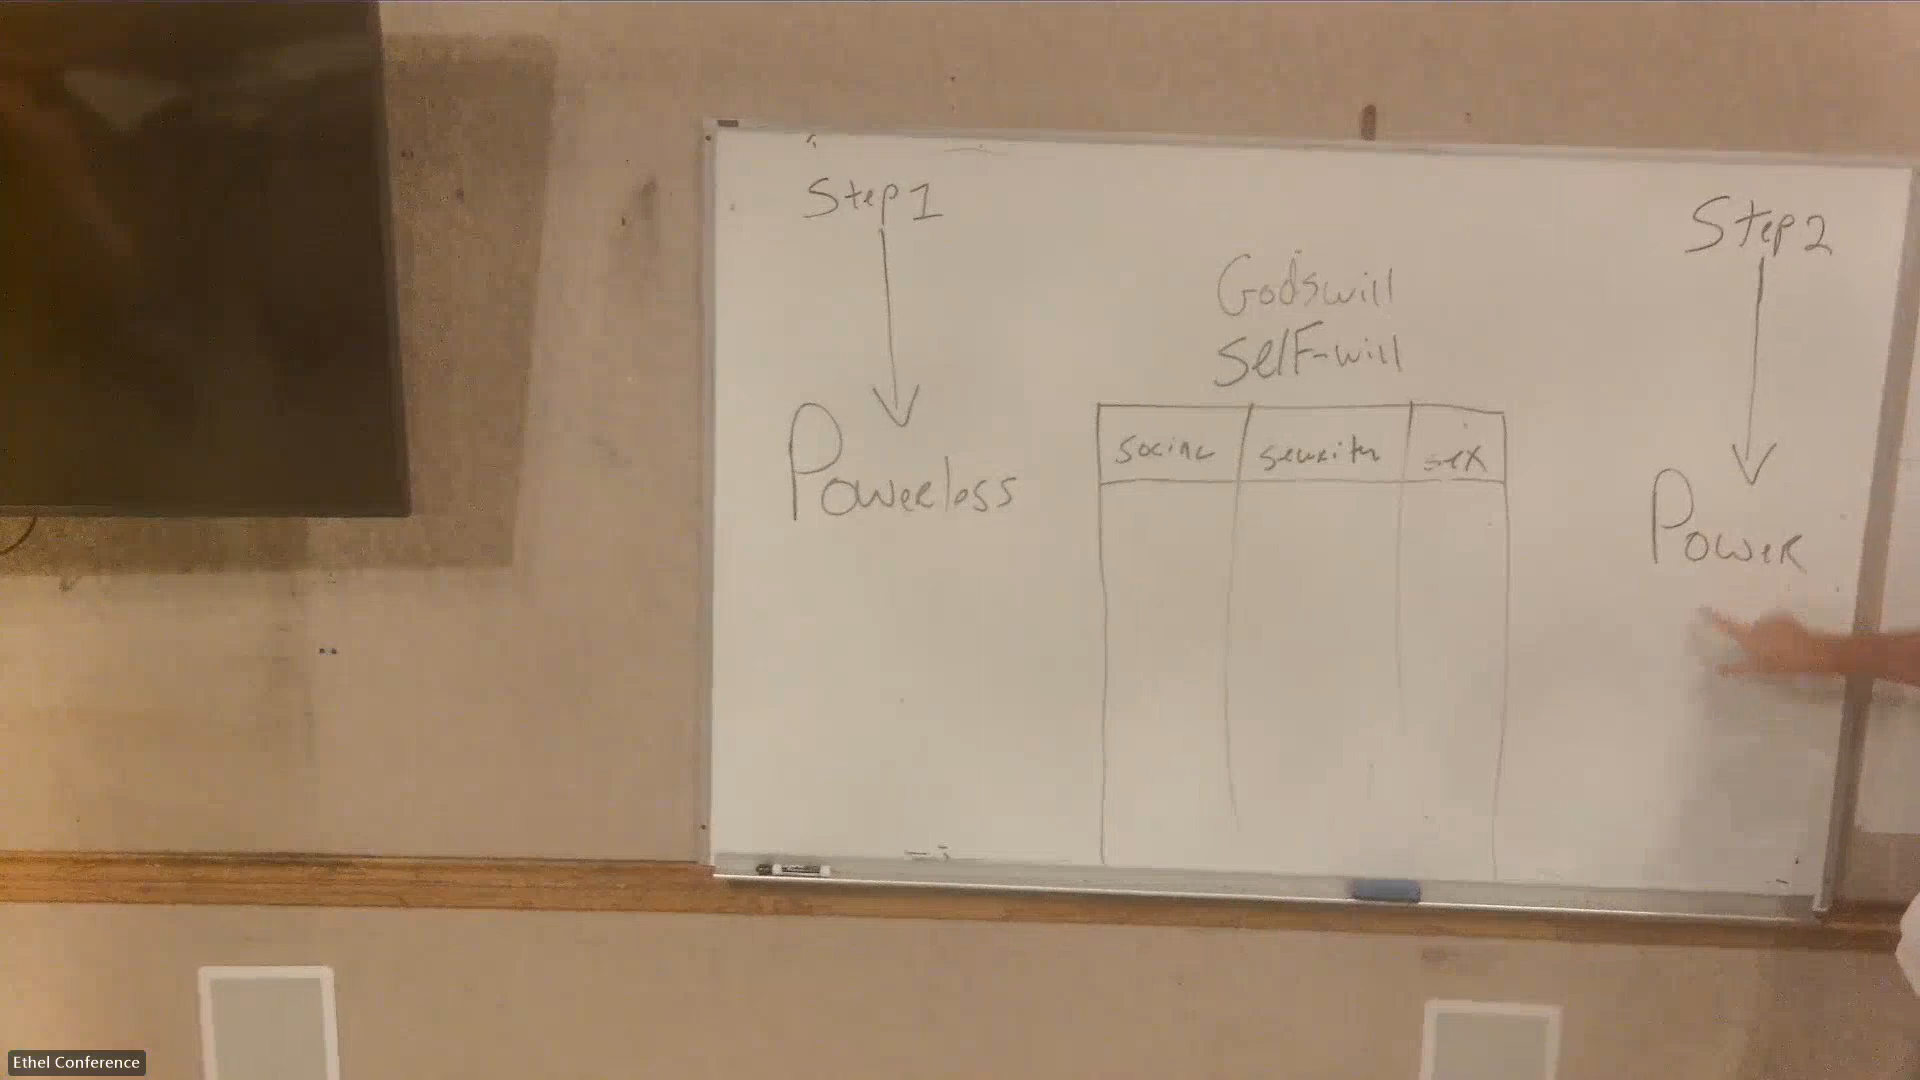 Step 1
Step 2
Godswill
Self-will
Powerless
social
security
sex
Power
Ethel Conference